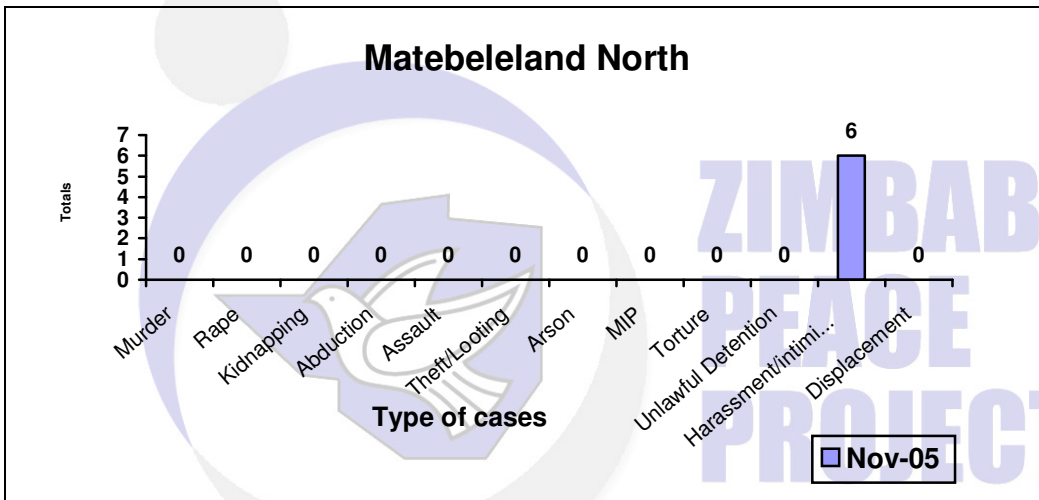 Matebeleland North
7
6
5
4
3
2
1
0
Totals
0 0 0 0 0 0 0 0 0 0 6 0
Murder
Rape
Kidnapping
Abduction
Assault
Theft/Looting
Arson
MIP
Torture
Unlawful Detention
Harassment/intimi...
Displacement
Type of cases
Nov-05
ZIMBAB
PEACE
PROJECT